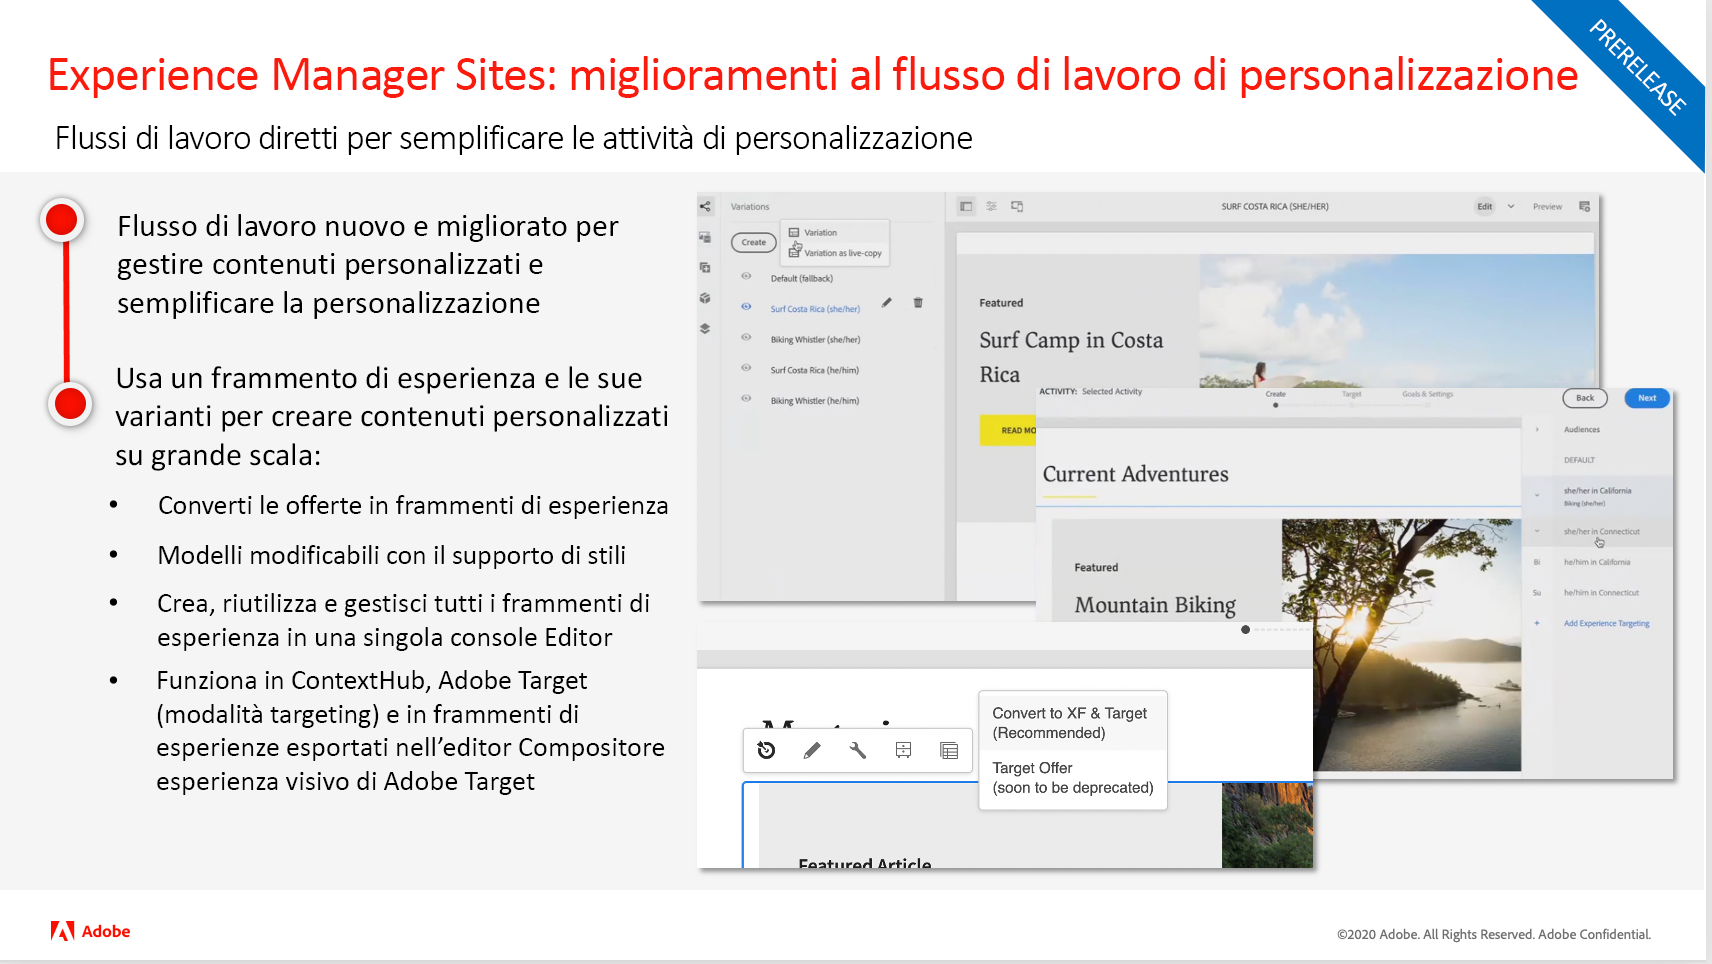 PRERELEASE
Experience Manager Sites: miglioramenti al flusso di lavoro di personalizzazione
Flussi di lavoro diretti per semplificare le attività di personalizzazione
Flusso di lavoro nuovo e migliorato per
gestire contenuti personalizzati e
semplificare la personalizzazione
Usa un frammento di esperienza e le sue
varianti per creare contenuti personalizzati
su grande scala:
• Converti le offerte in frammenti di esperienza
• Modelli modificabili con il supporto di stili
• Crea, riutilizza e gestisci tutti i frammenti di
esperienza in una singola console Editor
• Funziona in ContextHub, Adobe Target
(modalità targeting) e in frammenti di
esperienze esportati nell’editor Compositore
esperienza visivo di Adobe Target
Variations
SURF COSTA RICA (SHE/HER)
Edit
Preview
Create
Variation
Variation as live-copy
Default (fallback)
Surf Costa Rica (she/her)
Biking Whistler (she/her)
Surf Costa Rica (he/him)
Biking Whistler (he/him)
Featured
Surf Camp in Costa
Rica
READ MO
ACTIVITY: Selected Activity
Create
Target
Goals & Settings
Back
Next
Current Adventures
Featured
Mountain Biking
Audiences
DEFAULT
she/her in California
Biking (she/her)
she/her in Connecticut
Bi he/him in California
Su he/him in Connecticut
+ Add Experience Targeting
Convert to XF & Target
(Recommended)
Target Offer
(soon to be deprecated)
Featured Article
Adobe
©2020 Adobe. All Rights Reserved. Adobe Confidential.